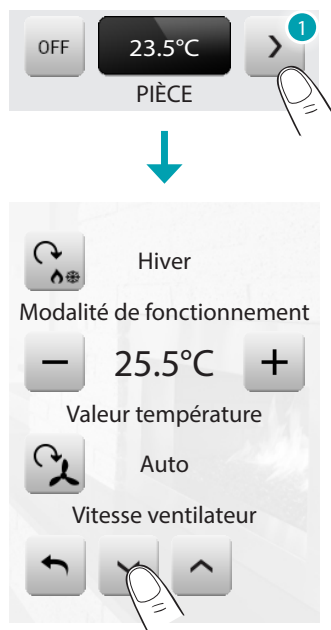 OFF 23.5°C > 1
PIÈCE
Hiver
Modalité de fonctionnement
− 25.5°C +
Valeur température
Auto
Vitesse ventilateur